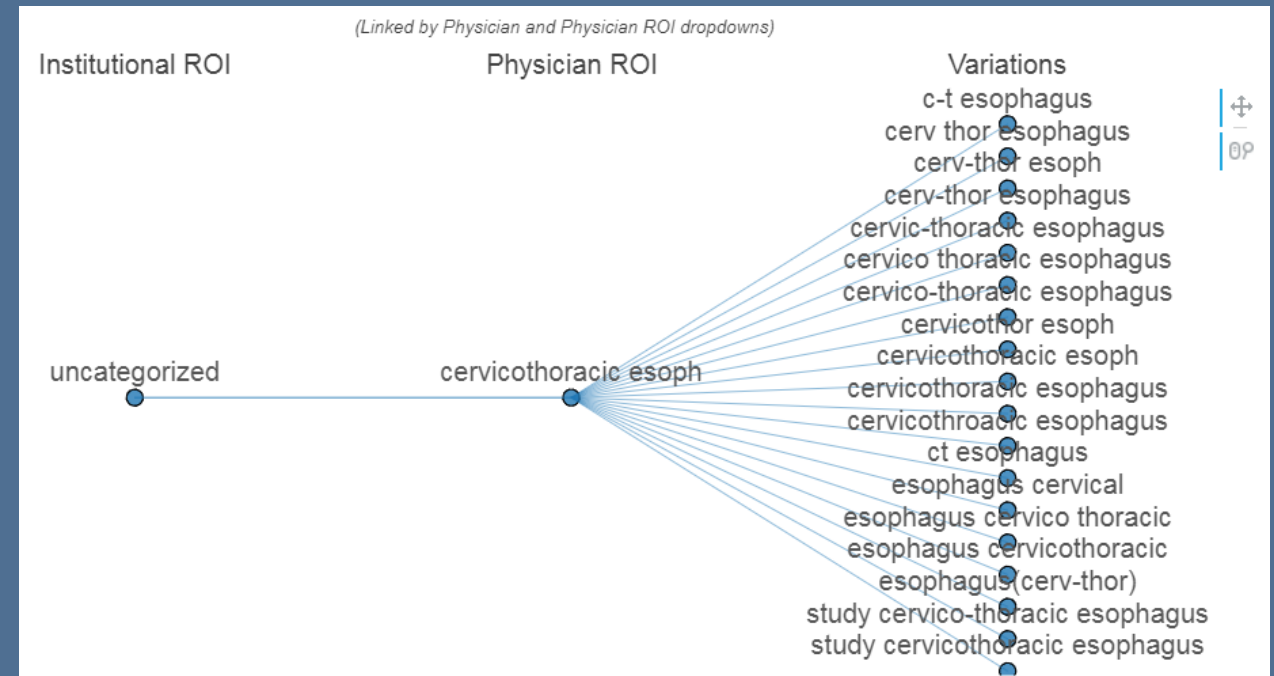 (Linked by Physician and Physician ROI dropdowns)
Institutional ROI
Physician ROI
Variations
c-t esophagus
cerv thor esophagus
cerv-thor esoph
cerv-thor esophagus
cervic-thoracic esophagus
cervico thoracic esophagus
cervico-thoracic esophagus
cervicothor esoph
cervicothoracic esoph
cervicothoracic esophagus
cervicothroacic esophagus
ct esophagus
esophagus cervical
esophagus cervico thoracic
esophagus cervicothoracic
esophagus(cerv-thor)
study cervico-thoracic esophagus
study cervicothoracic esophagus
uncategorized
cervicothoracic esoph